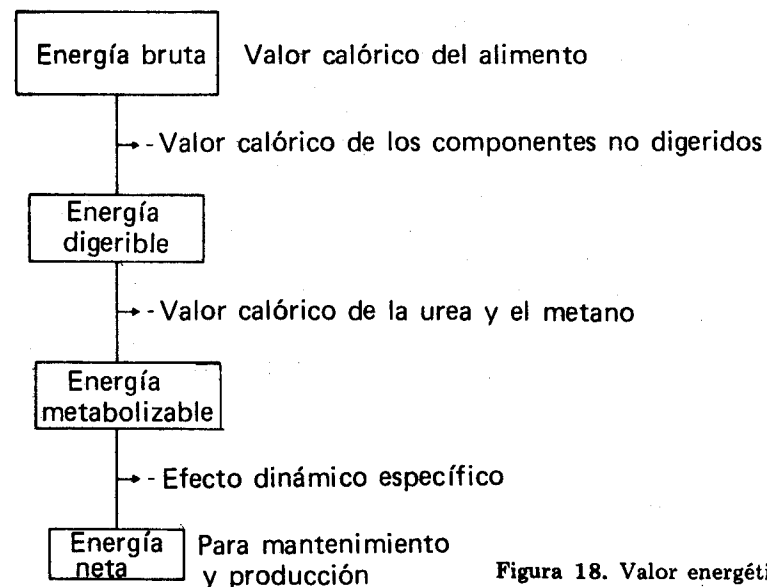 Energía bruta Valor calórico del alimento
- Valor calórico de los componentes no digeridos
Energía
digerible
- Valor calórico de la urea y el metano
Energía
metabolizable
- Efecto dinámico específico
Energía
neta
Para mantenimiento
y producción
Figura 18. Valor energéti